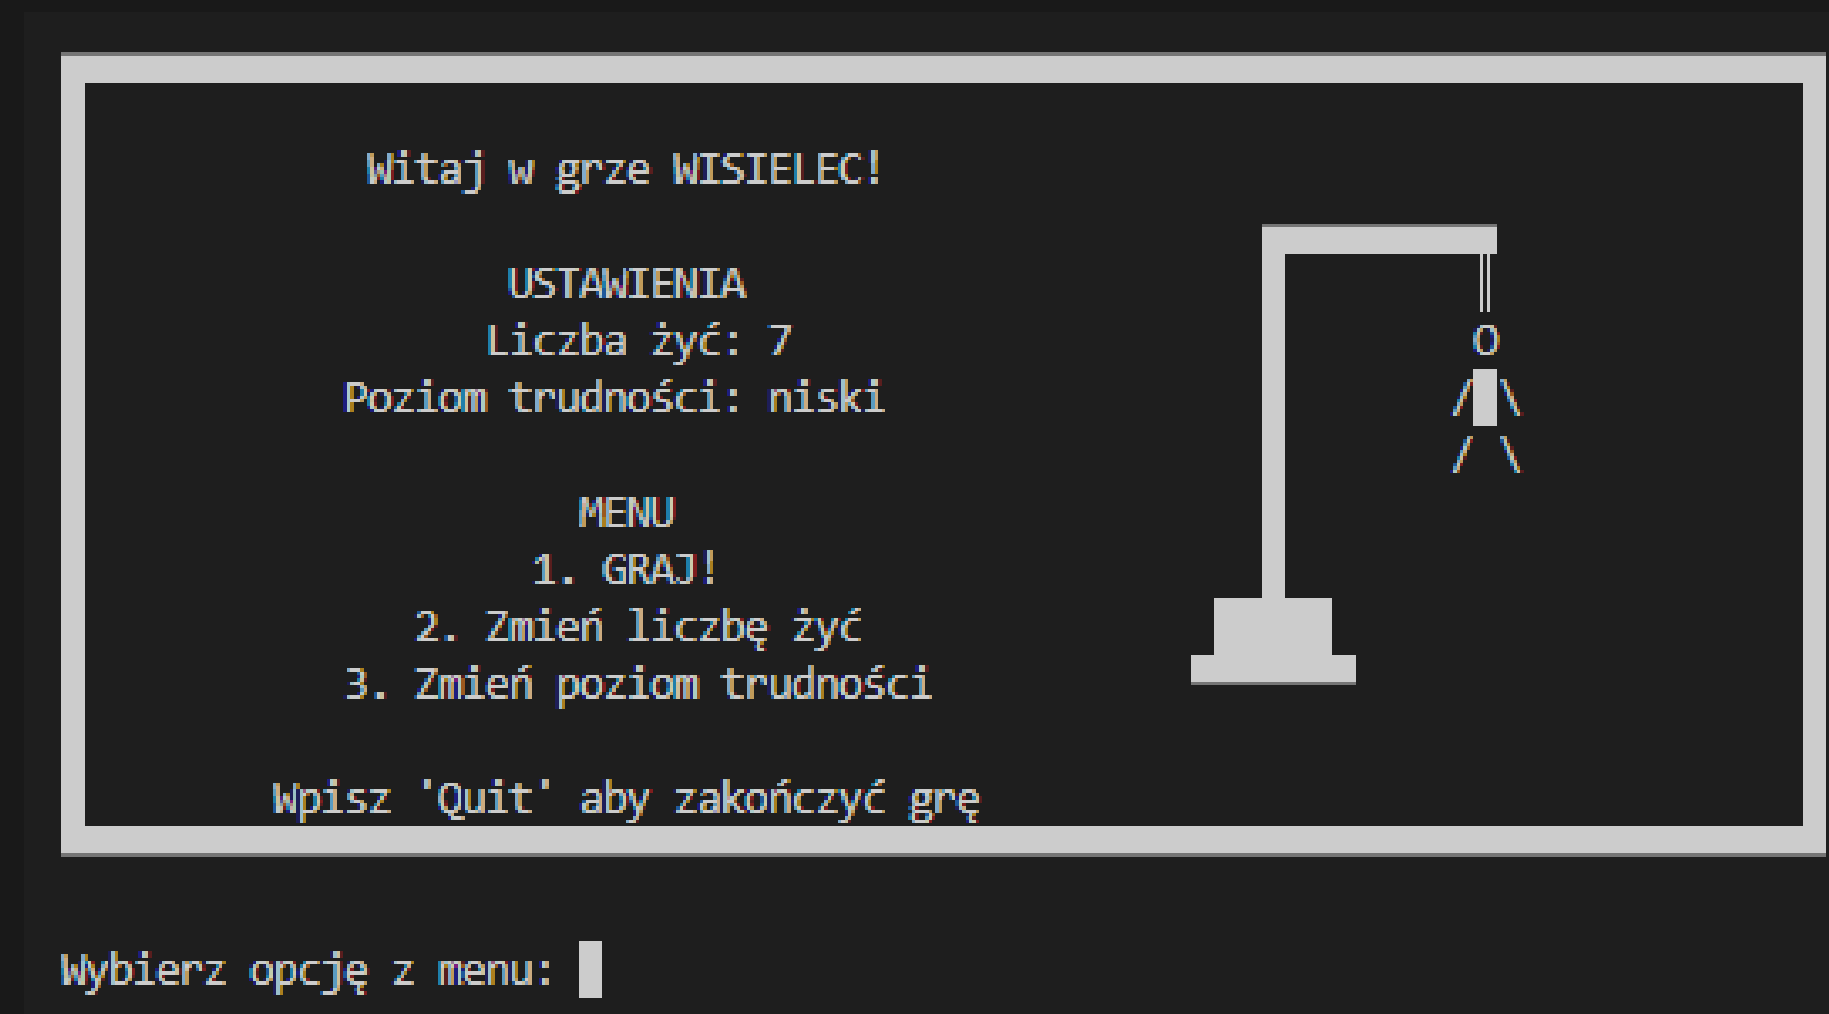 Witaj w grze WISIELEC!
USTAWIENIA
Liczba żyć: 7
Poziom trudności: niski
MENU
1. GRAJ!
2. Zmień liczbę żyć
3. Zmień poziom trudności
Wpisz 'Quit' aby zakończyć grę
Wybierz opcję z menu: